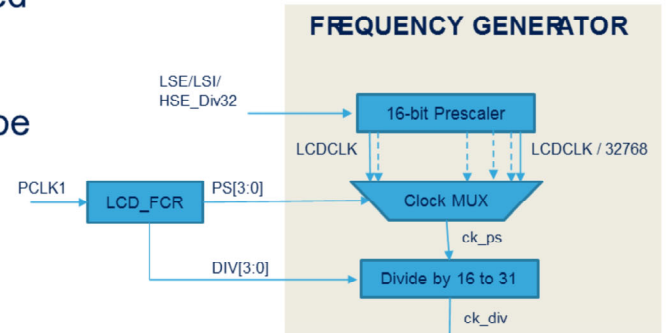 FREQUENCY GENERATOR
LSE/LSI/
HSE_Div32
16-bit Prescaler
LCDCLK
LCDCLK / 32768
PCLK1
LCD_FCR
PS[3:0]
Clock MUX
ck_ps
DIV[3:0]
Divide by 16 to 31
ck_div